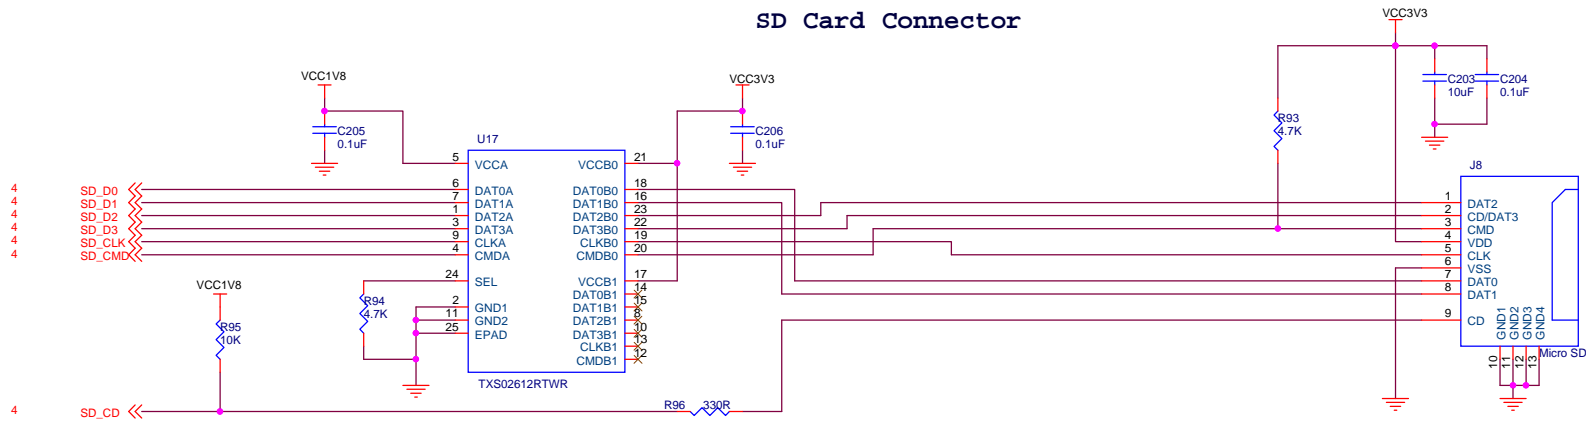 SD Card Connector
VCC3V3
VCC1V8
VCC3V3
C203
10uF
C204
0.1uF
C205
0.1uF
C206
0.1uF
R93
4.7K
U17
5 VCCA VCCB0 21
4 SD_D0 6 DAT0A DAT0B0 18
4 SD_D1 7 DAT1A DAT1B0 16
4 SD_D2 1 DAT2A DAT2B0 23
4 SD_D3 3 DAT3A DAT3B0 22
4 SD_CLK 9 CLKA CLKB0 19
4 SD_CMD 4 CMDA CMDB0 20
24 SEL VCCB1 17
DAT0B1 14
2 GND1 DAT1B1 15
11 GND2 DAT2B1 8
25 EPAD DAT3B1 10
CLKB1 13
CMDB1 12
TXS02612RTWR
VCC1V8
R94
4.7K
R95
10K
4 SD_CD
R96 330R
J8
1 DAT2
2 CD/DAT3
3 CMD
4 VDD
5 CLK
6 VSS
7 DAT0
8 DAT1
9 CD
GND1
GND2
GND3
GND4
10
11
12
13
Micro SD